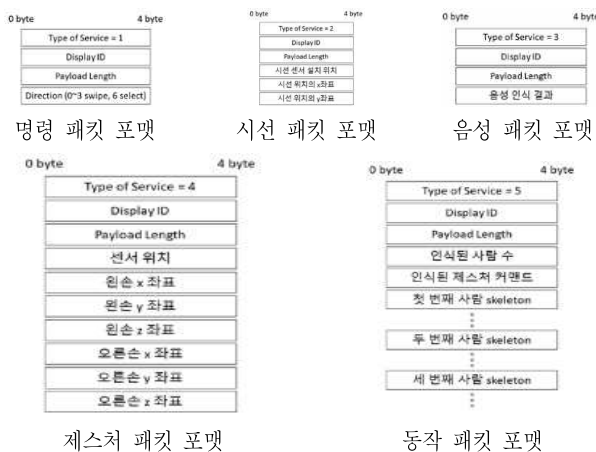 0 byte 4 byte
Type of Service = 1
Display ID
Payload Length
Direction (0~3 swipe, 6 select)
명령 패킷 포맷
0 byte 4 byte
Type of Service = 2
Display ID
Payload Length
시선 센서 설치 위치
시선 위치의 x좌표
시선 위치의 y좌표
시선 패킷 포맷
0 byte 4 byte
Type of Service = 3
Display ID
Payload Length
음성 인식 결과
음성 패킷 포맷
0 byte 4 byte
Type of Service = 4
Display ID
Payload Length
센서 위치
왼손 x 좌표
왼손 y 좌표
왼손 z 좌표
오른손 x 좌표
오른손 y 좌표
오른손 z 좌표
제스처 패킷 포맷
0 byte 4 byte
Type of Service = 5
Display ID
Payload Length
인식된 사람 수
인식된 제스처 커맨드
첫 번째 사람 skeleton
두 번째 사람 skeleton
세 번째 사람 skeleton
동작 패킷 포맷